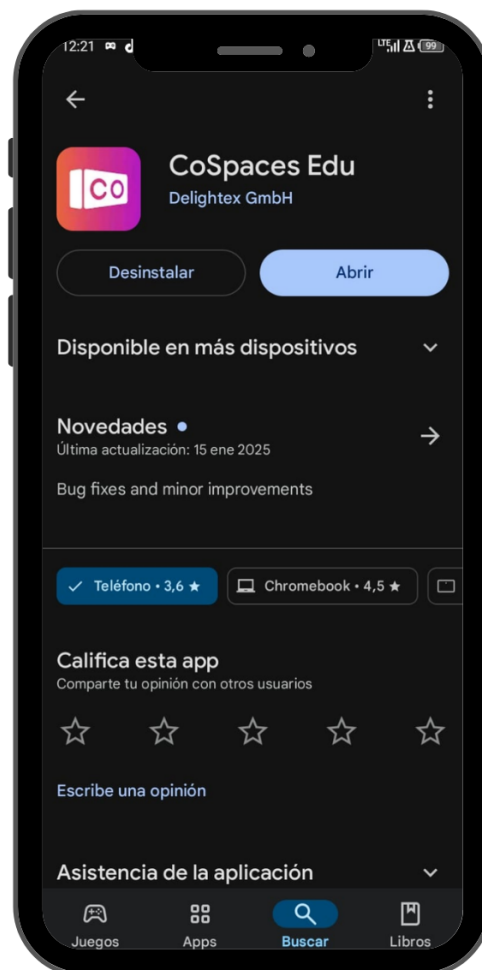 12:21
LTE 99
CO
CoSpaces Edu
Delightex GmbH
Desinstalar
Abrir
Disponible en más dispositivos
Novedades •
Última actualización: 15 ene 2025
Bug fixes and minor improvements
Teléfono • 3,6 ★
Chromebook • 4,5 ★
Califica esta app
Comparte tu opinión con otros usuarios
Escribe una opinión
Asistencia de la aplicación
Juegos
Apps
Buscar
Libros